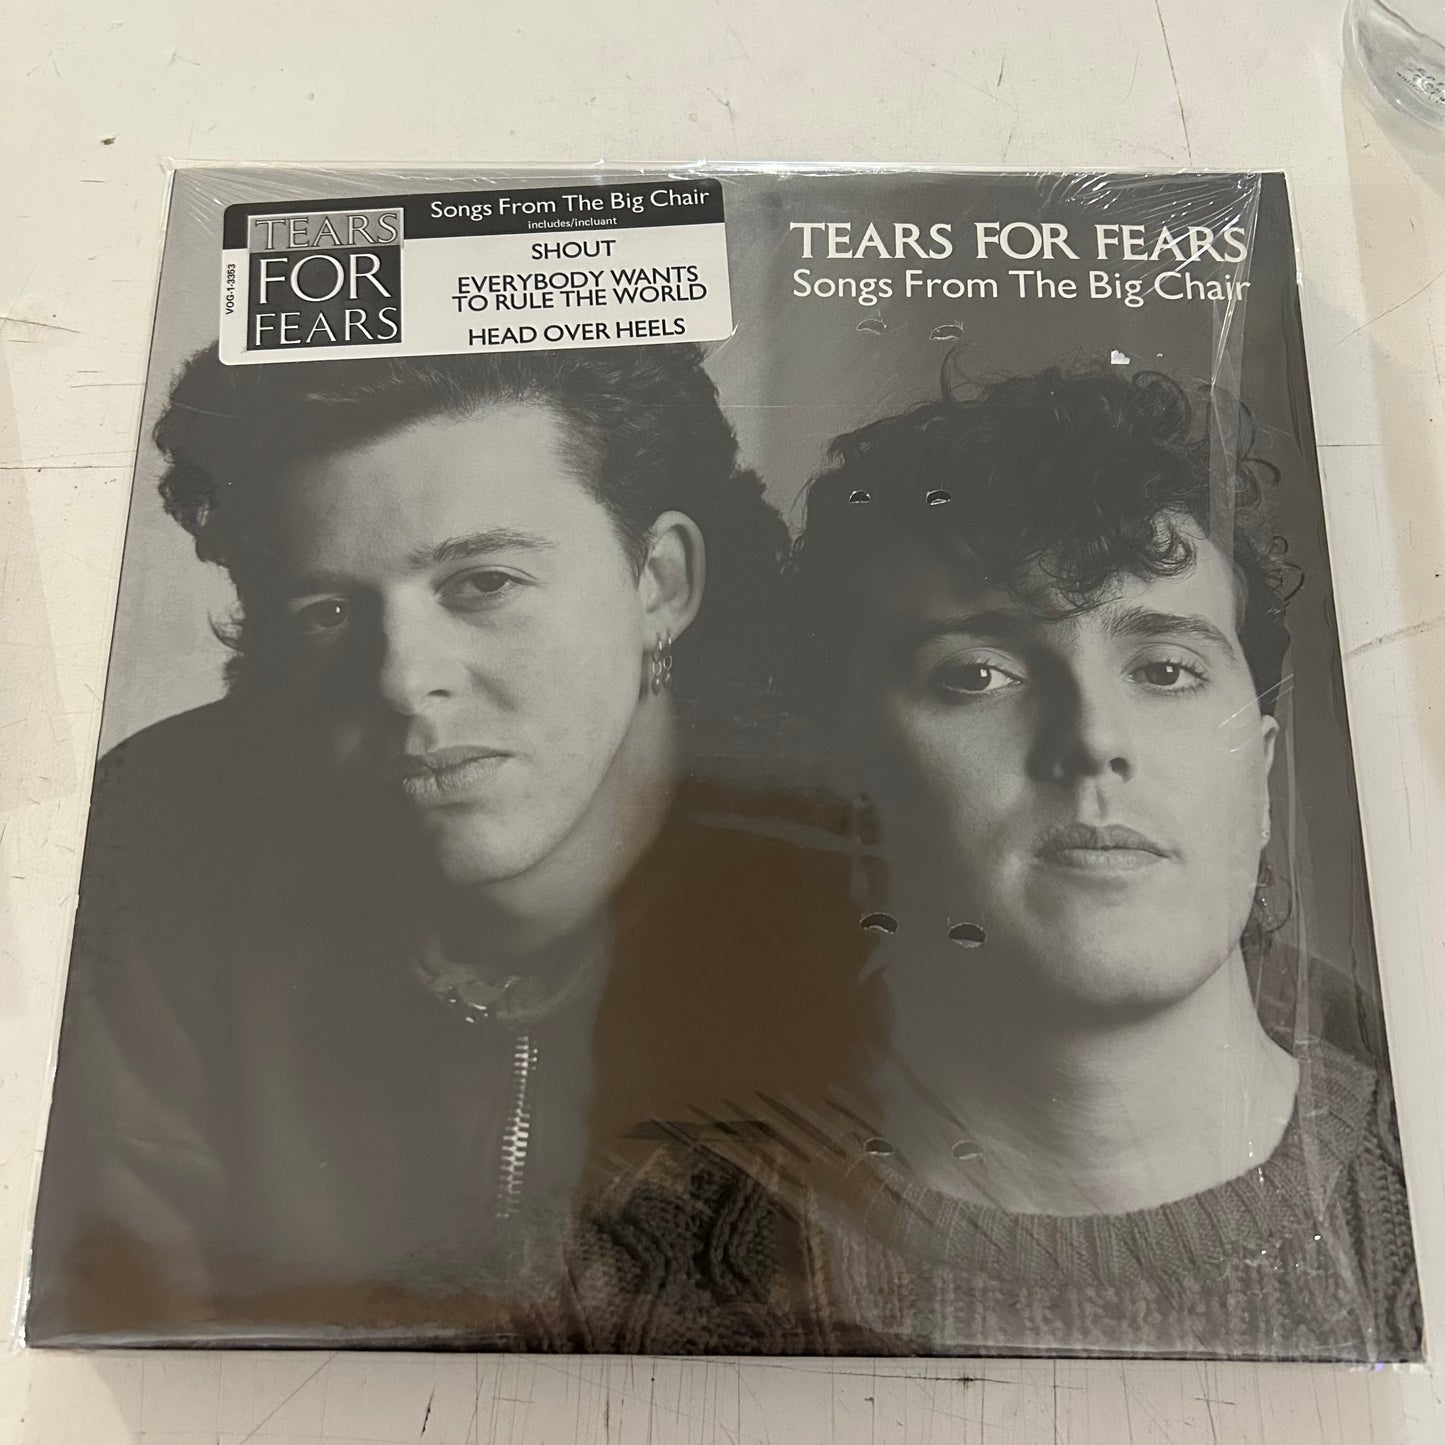 TEARS
FOR
FEARS
VOG-1-3353
Songs From The Big Chair
includes/incluant
SHOUT
EVERYBODY WANTS
TO RULE THE WORLD
HEAD OVER HEELS
TEARS FOR FEARS
Songs From The Big Chair